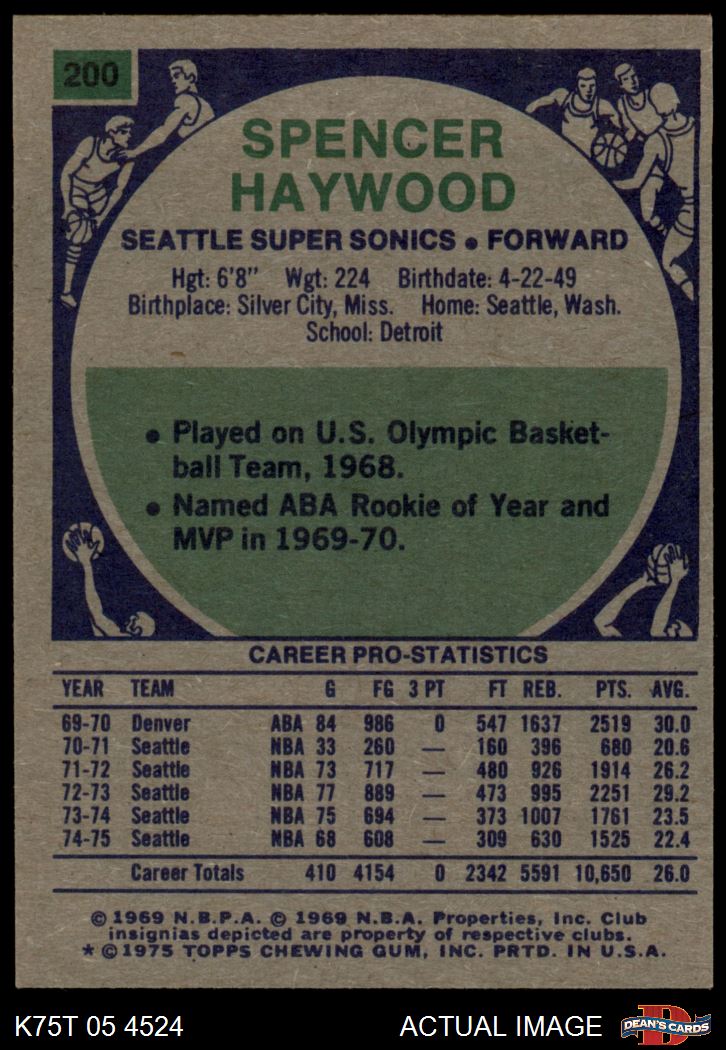 200
SPENCER
HAYWOOD
SEATTLE SUPER SONICS • FORWARD
Hgt: 6'8" Wgt: 224 Birthdate: 4-22-49
Birthplace: Silver City, Miss. Home: Seattle, Wash.
School: Detroit
• Played on U.S. Olympic Basket-
ball Team, 1968.
• Named ABA Rookie of Year and
MVP in 1969-70.
CAREER PRO-STATISTICS
YEAR TEAM G FG 3 PT FT REB. PTS. AVG.
69-70 Denver ABA 84 986 0 547 1637 2519 30.0
70-71 Seattle NBA 33 260 — 160 396 680 20.6
71-72 Seattle NBA 73 717 — 480 926 1914 26.2
72-73 Seattle NBA 77 889 — 473 995 2251 29.2
73-74 Seattle NBA 75 694 — 373 1007 1761 23.5
74-75 Seattle NBA 68 608 — 309 630 1525 22.4
Career Totals 410 4154 0 2342 5591 10,650 26.0
© 1969 N.B.P.A. © 1969 N.B.A. Properties, Inc. Club
insignias depicted are property of respective clubs.
* © 1975 TOPPS CHEWING GUM, INC. PRTD. IN U.S.A.
K75T 05 4524 ACTUAL IMAGE D DEAN'S CARDS